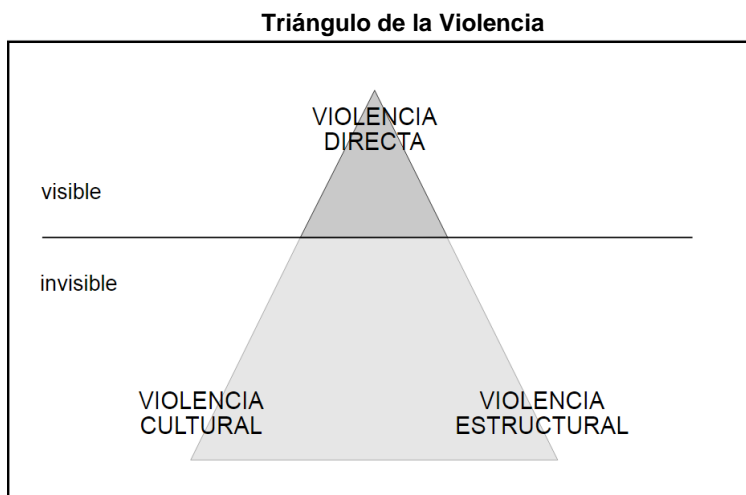 Triángulo de la Violencia
VIOLENCIA
DIRECTA
visible
invisible
VIOLENCIA
CULTURAL
VIOLENCIA
ESTRUCTURAL